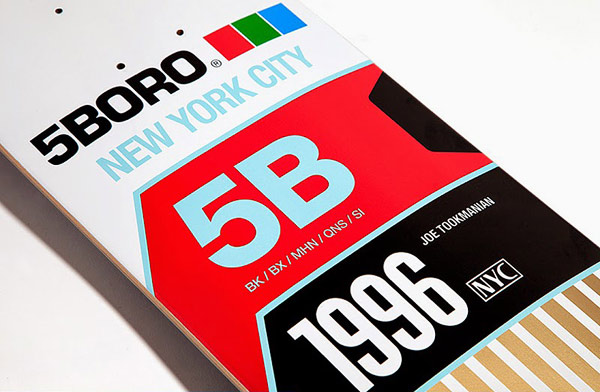 5BORO®
NEW YORK CITY
5B
BK / BX / MHN / QNS / SI
JOE TOOKMANIAN
1996
NYC